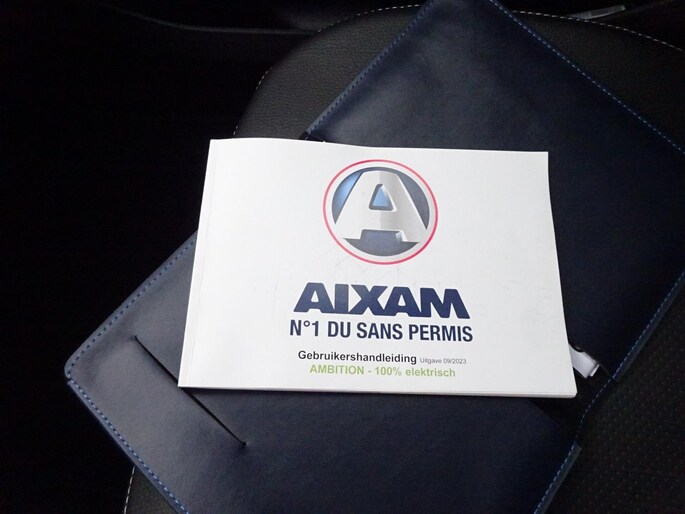 A
AIXAM
N°1 DU SANS PERMIS
Gebruikershandleiding Uitgave 09/2023
AMBITION - 100% elektrisch